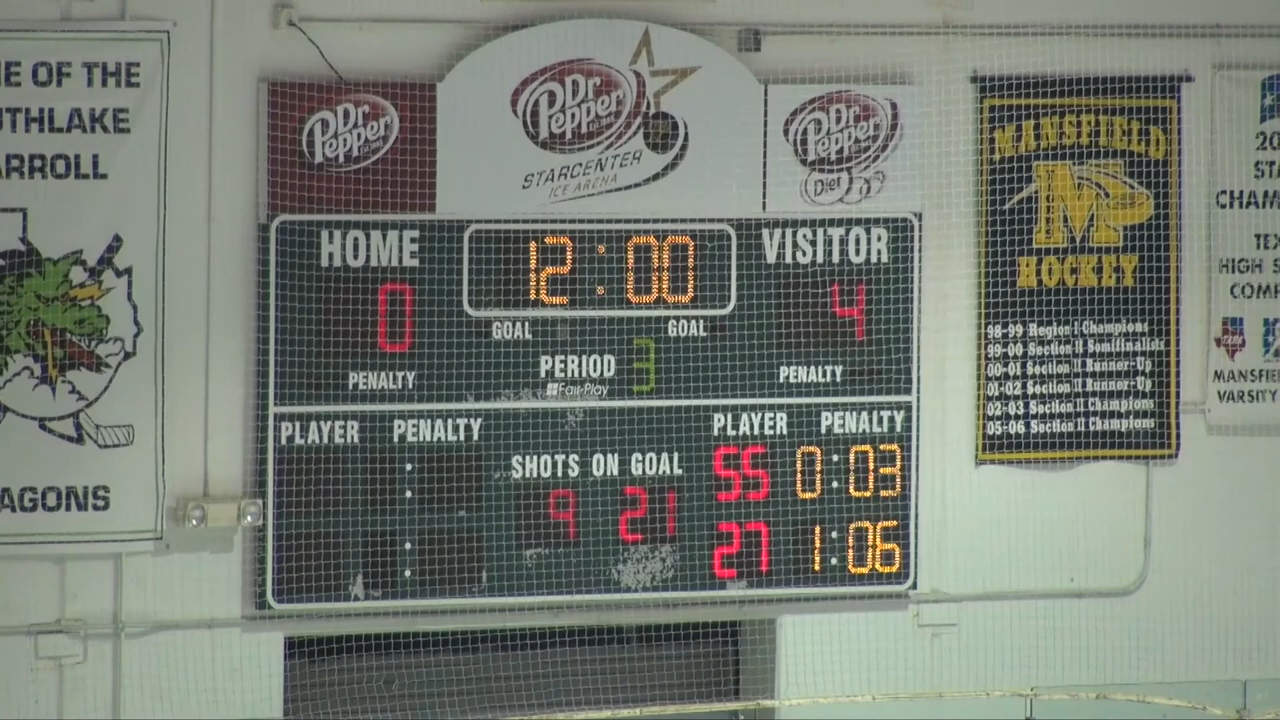 E OF THE
UTHLAKE
ARROLL
AGONS
Dr Pepper
Dr Pepper
STARCENTER
ICE ARENA
Dr Pepper
Diet
HOME
12:00
VISITOR
0
4
GOAL
GOAL
PERIOD 3
Fair-Play
PENALTY
PENALTY
PLAYER PENALTY
PLAYER PENALTY
SHOTS ON GOAL
9 21
55 0:03
27 1:06
MANSFIELD
M
HOCKEY
98-99 Region I Champions
99-00 Section II Semifinalists
00-01 Section II Runner-Up
01-02 Section II Runner-Up
02-03 Section II Champions
05-06 Section II Champions
20
STA
CHAM
TEX
HIGH S
COMP
MANSFIE
VARSITY